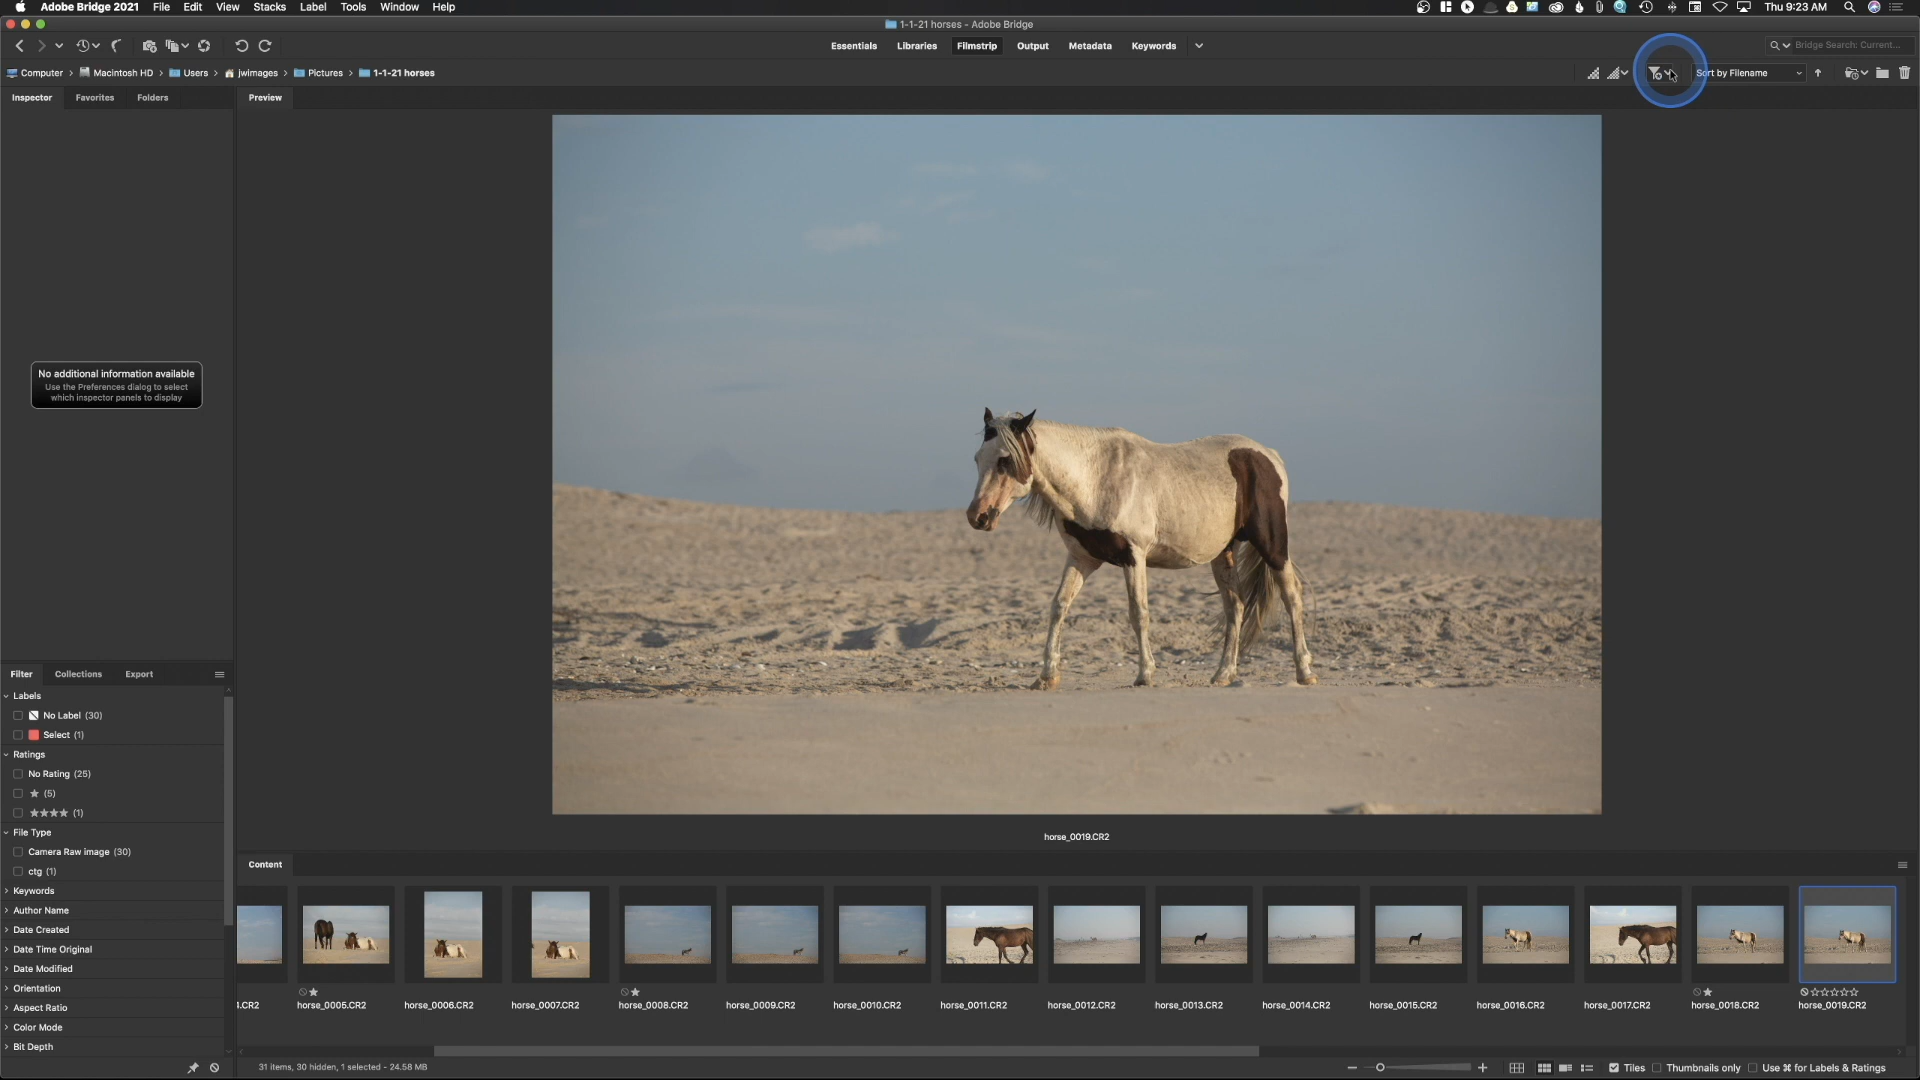 Adobe Bridge 2021 File Edit View Stacks Label Tools Window Help Thu 9:23 AM
1-1-21 horses - Adobe Bridge
Essentials Libraries Filmstrip Output Metadata Keywords Bridge Search: Current...
Computer Macintosh HD Users jwimages Pictures 1-1-21 horses Sort by Filename
Inspector Favorites Folders Preview
No additional information available
Use the Preferences dialog to select
which inspector panels to display
horse_0019.CR2
Filter Collections Export
Labels
No Label (30)
Select (1)
Ratings
No Rating (25)
★ (5)
★★★★ (1)
File Type
Camera Raw image (30)
ctg (1)
Keywords
Author Name
Date Created
Date Time Original
Date Modified
Orientation
Aspect Ratio
Color Mode
Bit Depth
Content
horse_0005.CR2 horse_0006.CR2 horse_0007.CR2 horse_0008.CR2 horse_0009.CR2 horse_0010.CR2 horse_0011.CR2 horse_0012.CR2 horse_0013.CR2 horse_0014.CR2 horse_0015.CR2 horse_0016.CR2 horse_0017.CR2 horse_0018.CR2 horse_0019.CR2
31 items, 30 hidden, 1 selected - 24.58 MB Tiles Thumbnails only Use ⌘ for Labels & Ratings